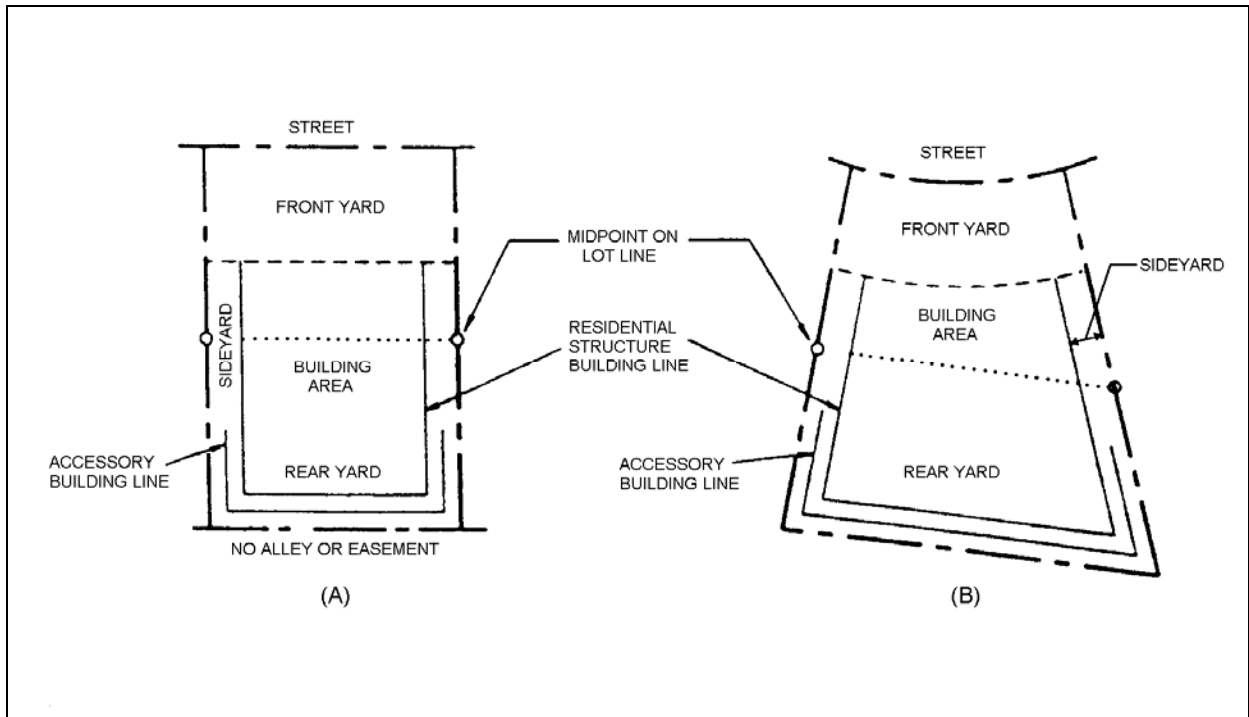 STREET
FRONT YARD
SIDEYARD
BUILDING
AREA
ACCESSORY
BUILDING LINE
REAR YARD
NO ALLEY OR EASEMENT
(A)
MIDPOINT ON
LOT LINE
RESIDENTIAL
STRUCTURE
BUILDING LINE
STREET
FRONT YARD
SIDEYARD
BUILDING
AREA
ACCESSORY
BUILDING LINE
REAR YARD
(B)